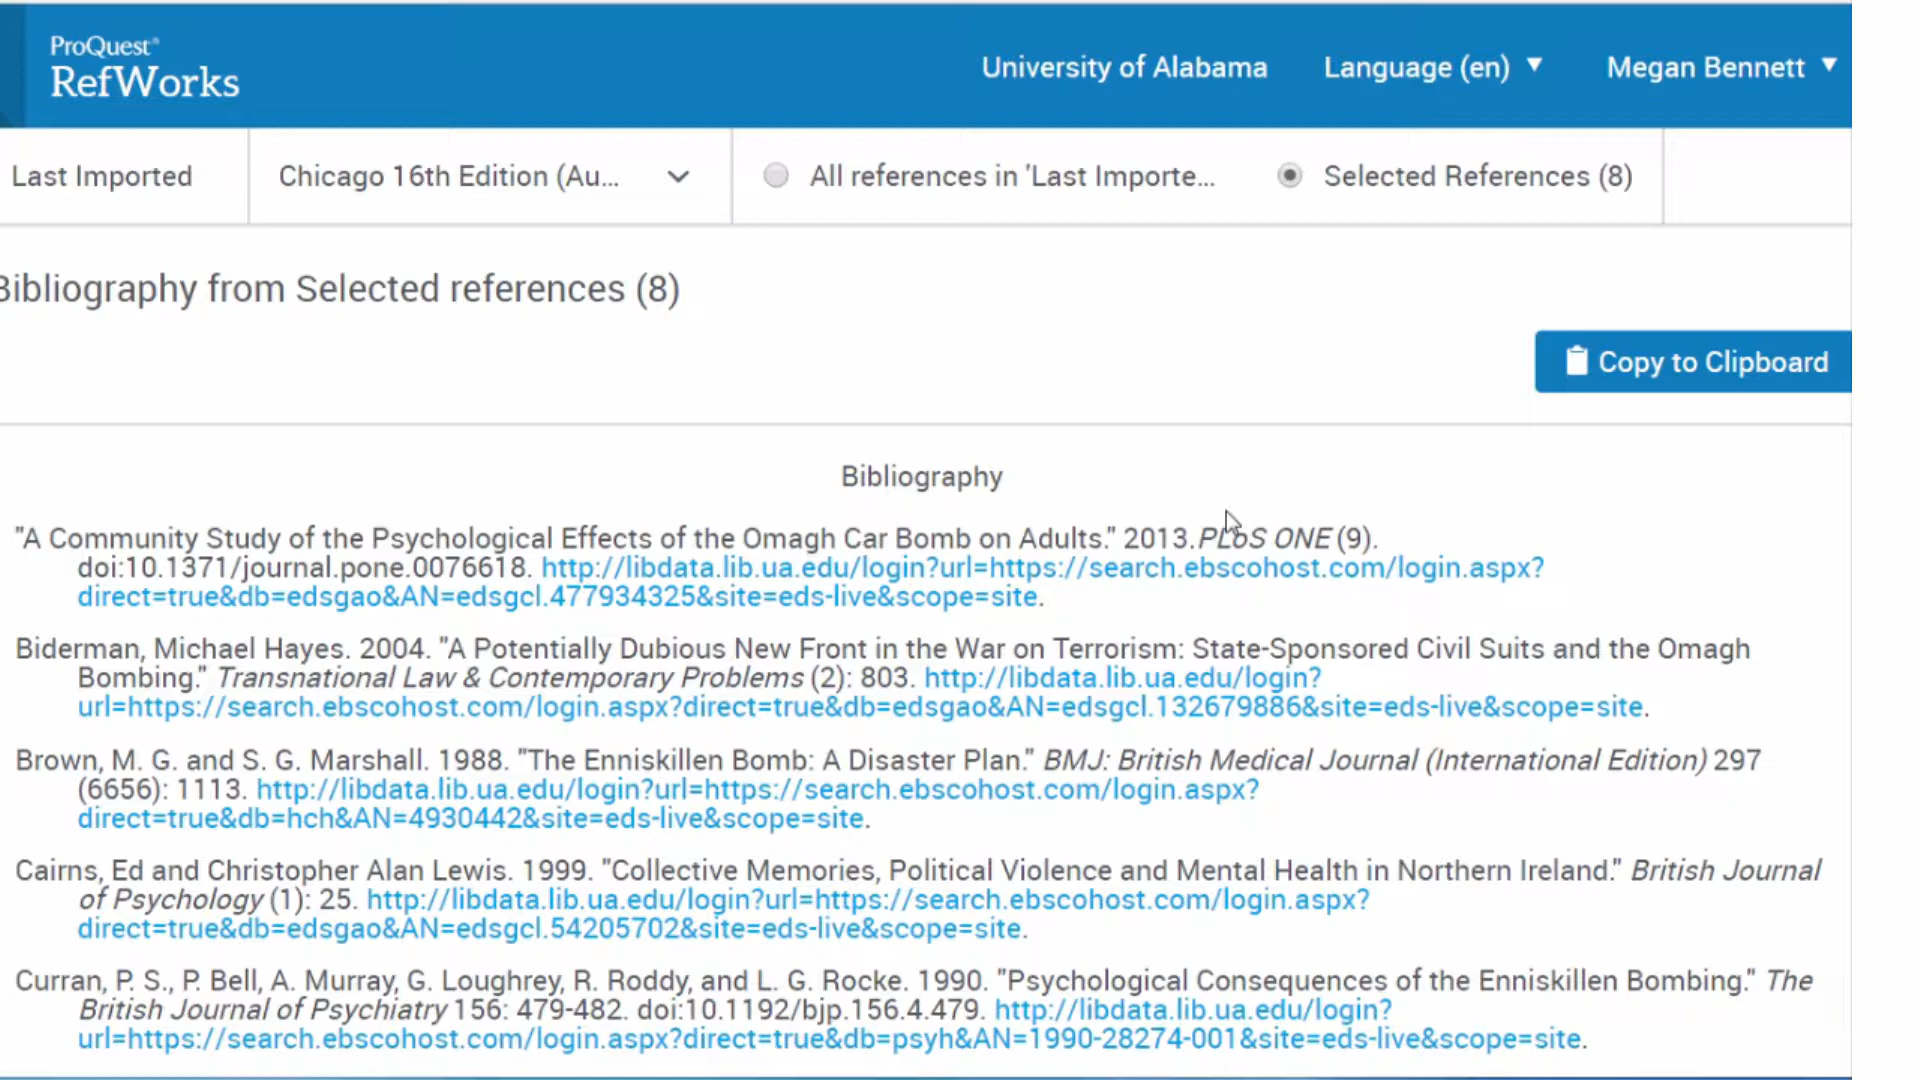 ProQuest®
RefWorks
University of Alabama
Language (en)
Megan Bennett
Last Imported
Chicago 16th Edition (Au...
All references in 'Last Importe...
Selected References (8)
Bibliography from Selected references (8)
Copy to Clipboard
Bibliography
"A Community Study of the Psychological Effects of the Omagh Car Bomb on Adults." 2013. PLoS ONE (9).
doi:10.1371/journal.pone.0076618. http://libdata.lib.ua.edu/login?url=https://search.ebscohost.com/login.aspx?
direct=true&db=edsgao&AN=edsgcl.477934325&site=eds-live&scope=site.
Biderman, Michael Hayes. 2004. "A Potentially Dubious New Front in the War on Terrorism: State-Sponsored Civil Suits and the Omagh
Bombing." Transnational Law & Contemporary Problems (2): 803. http://libdata.lib.ua.edu/login?
url=https://search.ebscohost.com/login.aspx?direct=true&db=edsgao&AN=edsgcl.132679886&site=eds-live&scope=site.
Brown, M. G. and S. G. Marshall. 1988. "The Enniskillen Bomb: A Disaster Plan." BMJ: British Medical Journal (International Edition) 297
(6656): 1113. http://libdata.lib.ua.edu/login?url=https://search.ebscohost.com/login.aspx?
direct=true&db=hch&AN=4930442&site=eds-live&scope=site.
Cairns, Ed and Christopher Alan Lewis. 1999. "Collective Memories, Political Violence and Mental Health in Northern Ireland." British Journal
of Psychology (1): 25. http://libdata.lib.ua.edu/login?url=https://search.ebscohost.com/login.aspx?
direct=true&db=edsgao&AN=edsgcl.54205702&site=eds-live&scope=site.
Curran, P. S., P. Bell, A. Murray, G. Loughrey, R. Roddy, and L. G. Rocke. 1990. "Psychological Consequences of the Enniskillen Bombing." The
British Journal of Psychiatry 156: 479-482. doi:10.1192/bjp.156.4.479. http://libdata.lib.ua.edu/login?
url=https://search.ebscohost.com/login.aspx?direct=true&db=psyh&AN=1990-28274-001&site=eds-live&scope=site.